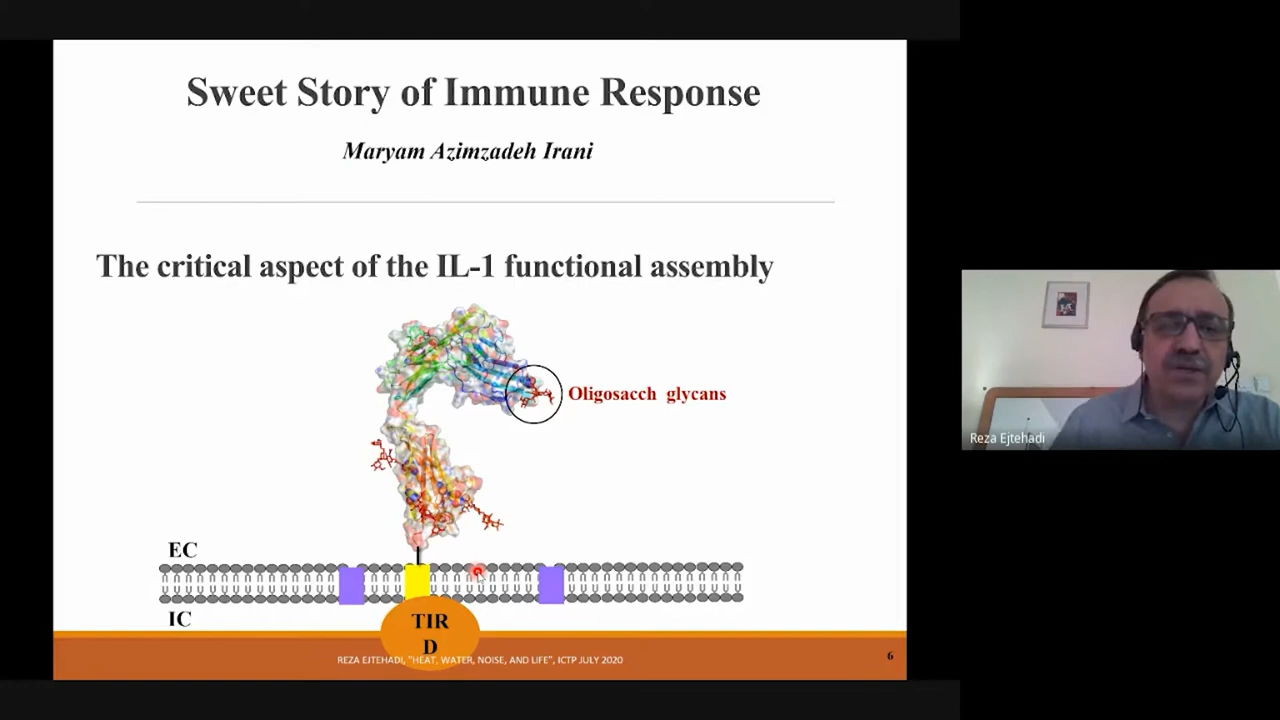 Sweet Story of Immune Response
Maryam Azimzadeh Irani
The critical aspect of the IL-1 functional assembly
Oligosacch glycans
EC
IC
TIR
D
REZA EJTEHADI, "HEAT, WATER, NOISE, AND LIFE", ICTP JULY 2020
6
Reza Ejtehadi